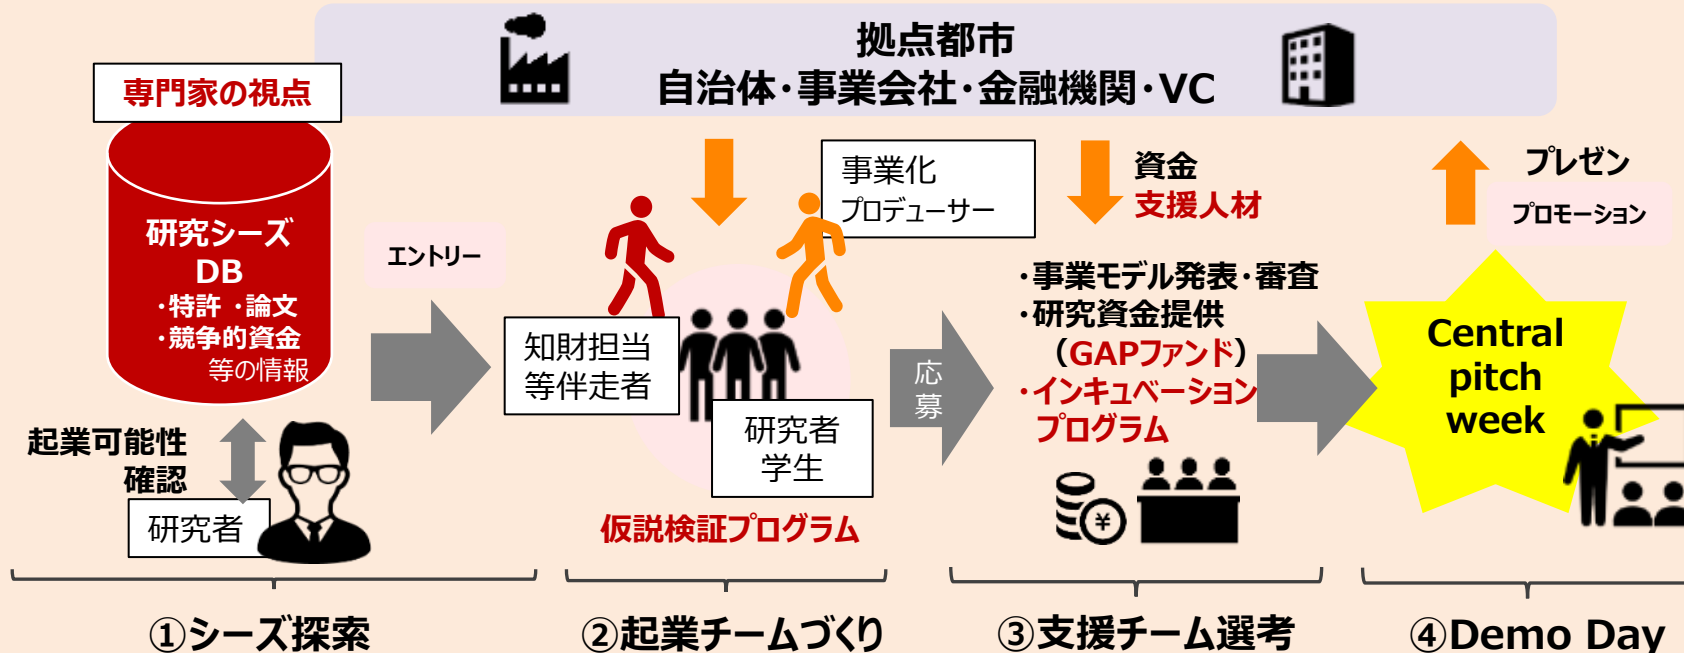 拠点都市
自治体・事業会社・金融機関・VC
専門家の視点
研究シーズ
DB
・特許 ・論文
・競争的資金
等の情報
起業可能性
確認
研究者
エントリー
事業化
プロデューサー
知財担当
等伴走者
研究者
学生
仮説検証プログラム
応
募
資金
支援人材
・事業モデル発表・審査
・研究資金提供
（GAPファンド）
・インキュベーション
プログラム
¥
プレゼン
プロモーション
Central
pitch
week
①シーズ探索
②起業チームづくり
③支援チーム選考
④Demo Day